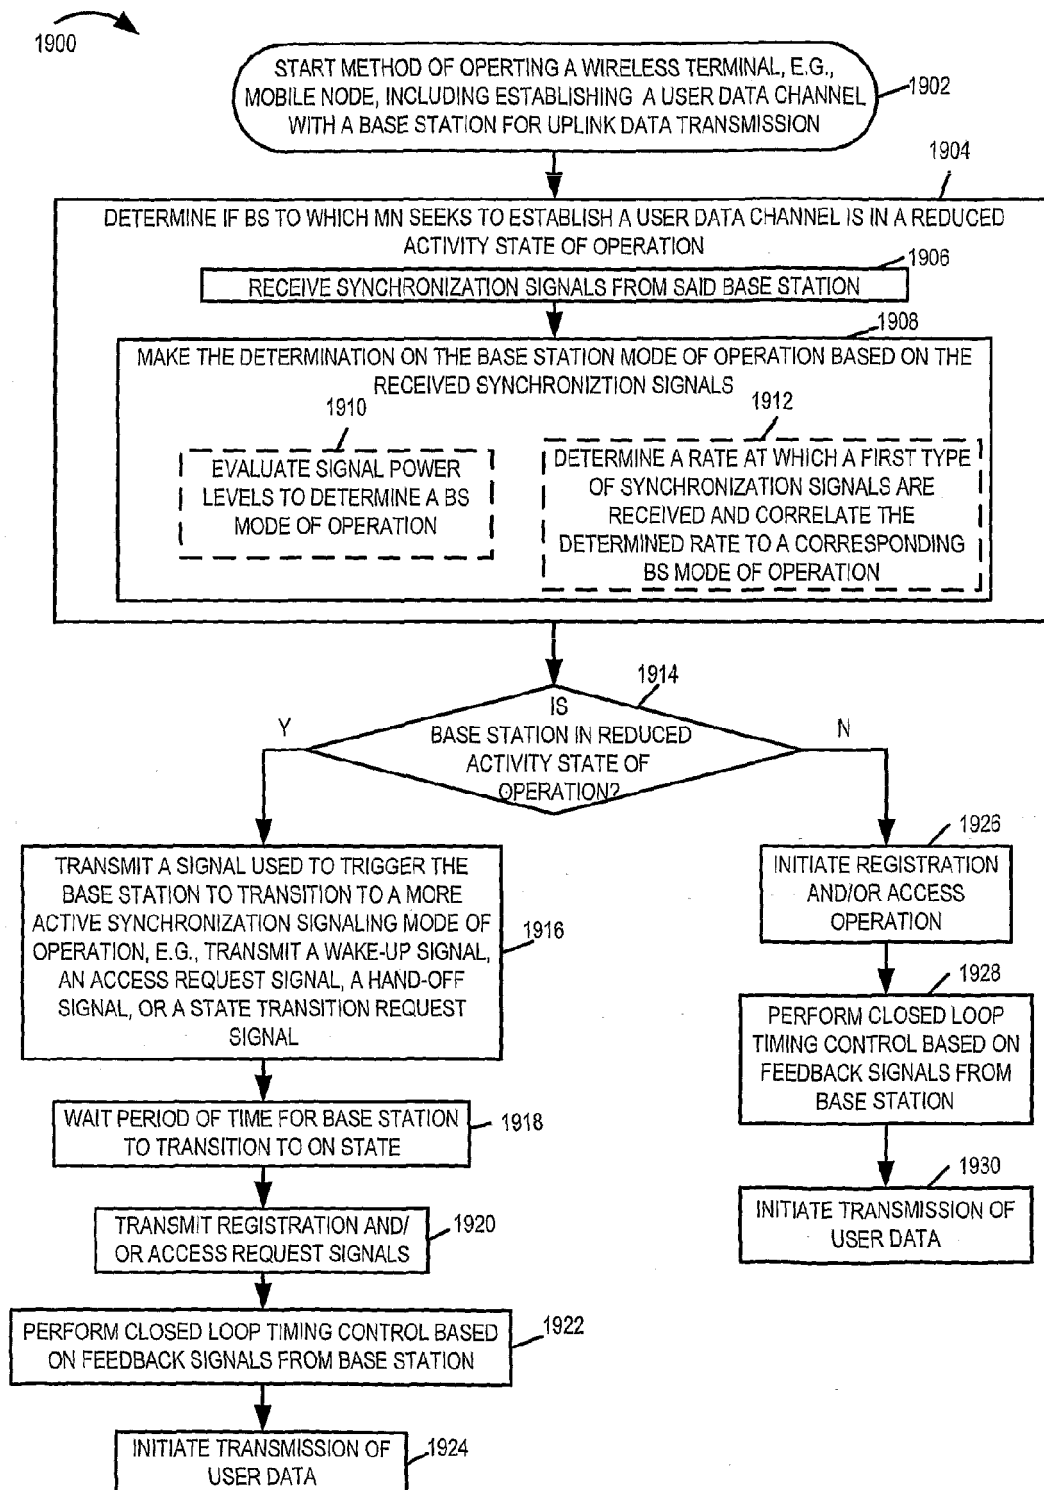 1900
START METHOD OF OPERTING A WIRELESS TERMINAL, E.G.,
MOBILE NODE, INCLUDING ESTABLISHING A USER DATA CHANNEL
WITH A BASE STATION FOR UPLINK DATA TRANSMISSION
1902
1904
DETERMINE IF BS TO WHICH MN SEEKS TO ESTABLISH A USER DATA CHANNEL IS IN A REDUCED
ACTIVITY STATE OF OPERATION
1906
RECEIVE SYNCHRONIZATION SIGNALS FROM SAID BASE STATION
1908
MAKE THE DETERMINATION ON THE BASE STATION MODE OF OPERATION BASED ON THE
RECEIVED SYNCHRONIZTION SIGNALS
1910
EVALUATE SIGNAL POWER
LEVELS TO DETERMINE A BS
MODE OF OPERATION
1912
DETERMINE A RATE AT WHICH A FIRST TYPE
OF SYNCHRONIZATION SIGNALS ARE
RECEIVED AND CORRELATE THE
DETERMINED RATE TO A CORRESPONDING
BS MODE OF OPERATION
1914
IS
BASE STATION IN REDUCED
ACTIVITY STATE OF
OPERATION?
Y
N
TRANSMIT A SIGNAL USED TO TRIGGER THE
BASE STATION TO TRANSITION TO A MORE
ACTIVE SYNCHRONIZATION SIGNALING MODE OF
OPERATION, E.G., TRANSMIT A WAKE-UP SIGNAL,
AN ACCESS REQUEST SIGNAL, A HAND-OFF
SIGNAL, OR A STATE TRANSITION REQUEST
SIGNAL
1916
WAIT PERIOD OF TIME FOR BASE STATION
TO TRANSITION TO ON STATE
1918
TRANSMIT REGISTRATION AND/
OR ACCESS REQUEST SIGNALS
1920
PERFORM CLOSED LOOP TIMING CONTROL BASED
ON FEEDBACK SIGNALS FROM BASE STATION
1922
INITIATE TRANSMISSION OF
USER DATA
1924
1926
INITIATE REGISTRATION
AND/OR ACCESS
OPERATION
1928
PERFORM CLOSED LOOP
TIMING CONTROL BASED ON
FEEDBACK SIGNALS FROM
BASE STATION
1930
INITIATE TRANSMISSION OF
USER DATA